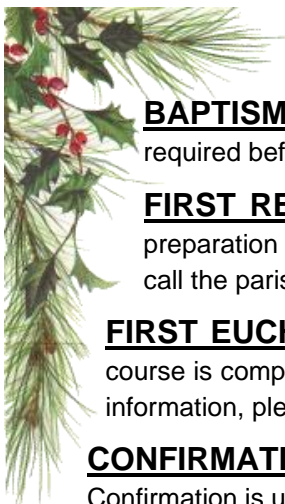 BAPTISM
required bef
FIRST RE
preparation
call the paris
FIRST EUCH
course is comp
information, ple
CONFIRMATI
Confirmation is u